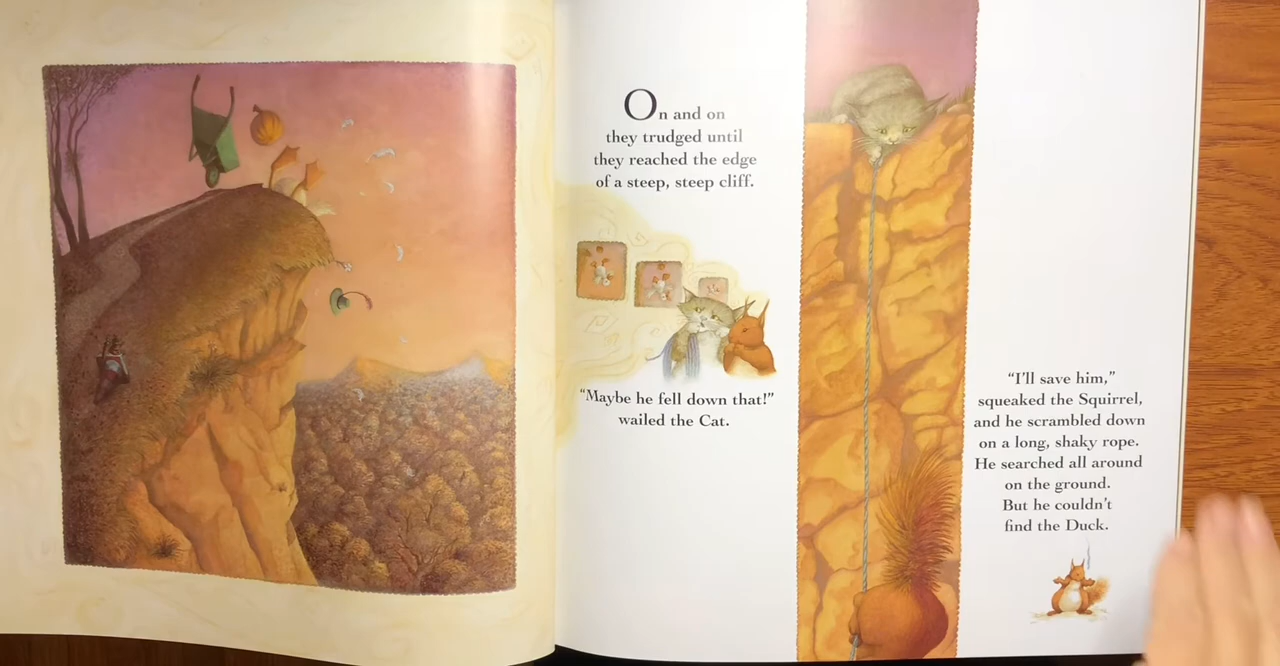 On and on
they trudged until
they reached the edge
of a steep, steep cliff.
“Maybe he fell down that!”
wailed the Cat.
“I’ll save him,”
squeaked the Squirrel,
and he scrambled down
on a long, shaky rope.
He searched all around
on the ground.
But he couldn’t
find the Duck.